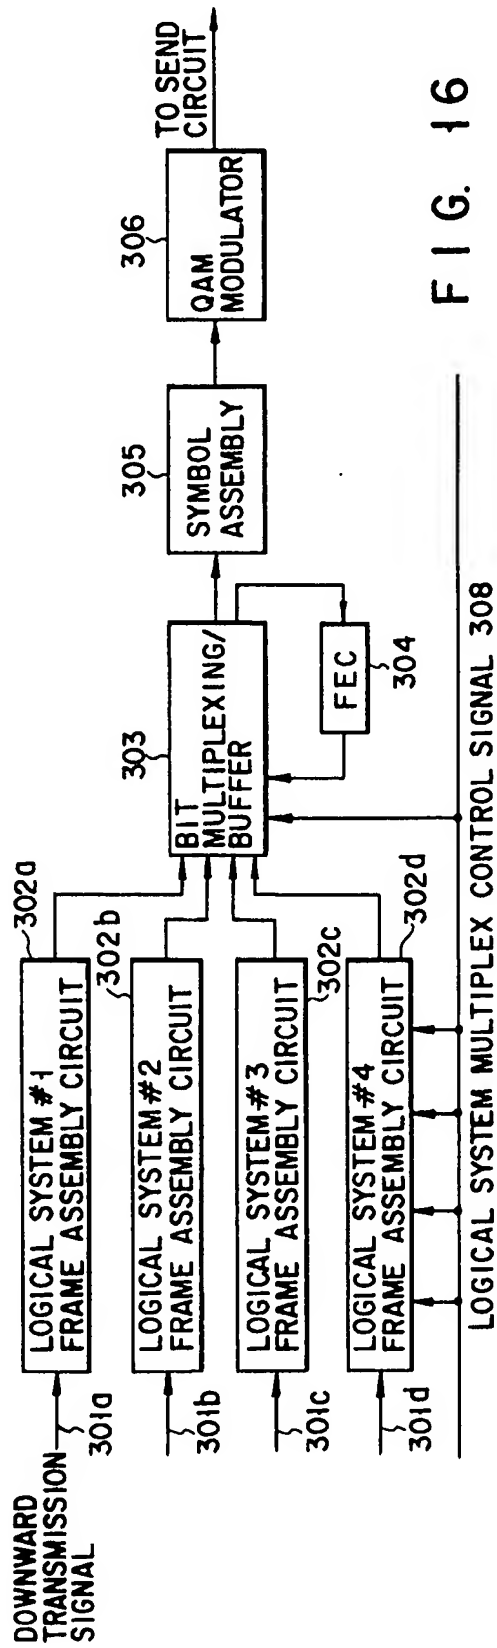 DOWNWARD
TRANSMISSION
SIGNAL
301a
LOGICAL SYSTEM #1
FRAME ASSEMBLY CIRCUIT
302a
301b
LOGICAL SYSTEM #2
FRAME ASSEMBLY CIRCUIT
302b
301c
LOGICAL SYSTEM #3
FRAME ASSEMBLY CIRCUIT
302c
301d
LOGICAL SYSTEM #4
FRAME ASSEMBLY CIRCUIT
302d
303
BIT
MULTIPLEXING/
BUFFER
FEC
304
305
SYMBOL
ASSEMBLY
306
QAM
MODULATOR
TO SEND
CIRCUIT
LOGICAL SYSTEM MULTIPLEX CONTROL SIGNAL 308
FIG. 16